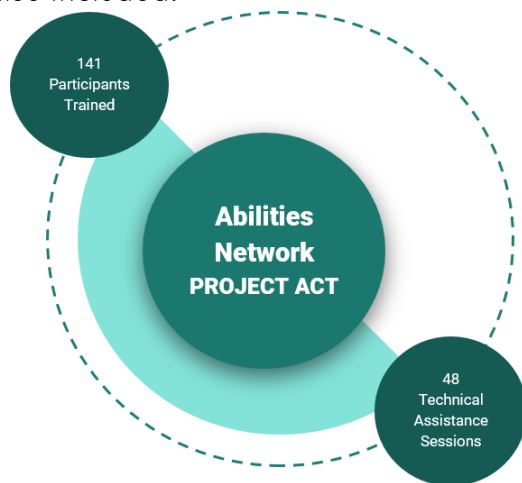 141
Participants
Trained
Abilities
Network
PROJECT ACT
48
Technical
Assistance
Sessions